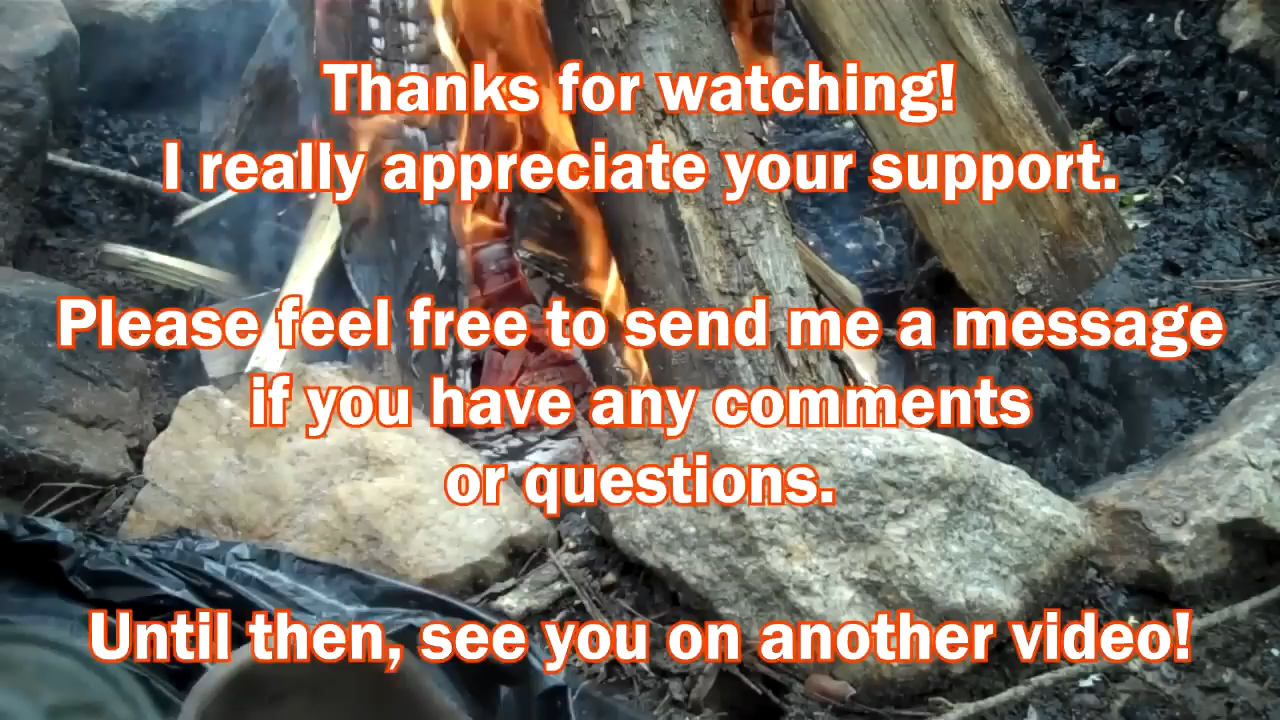 Thanks for watching!
I really appreciate your support.
Please feel free to send me a message
if you have any comments
or questions.
Until then, see you on another video!